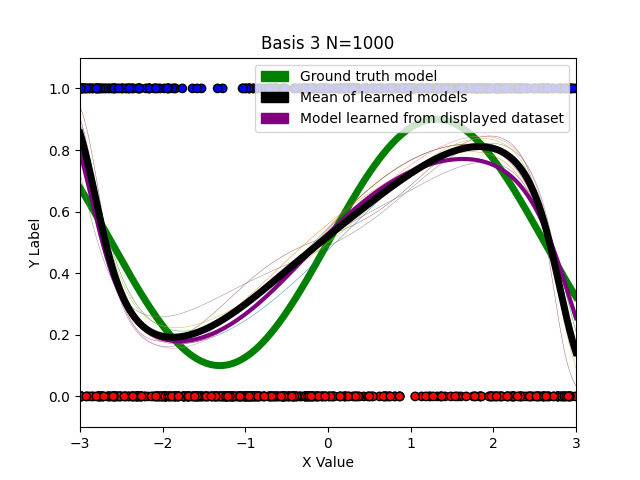 Basis 3 N=1000
Ground truth model
Mean of learned models
Model learned from displayed dataset
Y Label
1.0
0.8
0.6
0.4
0.2
0.0
−3 −2 −1 0 1 2 3
X Value